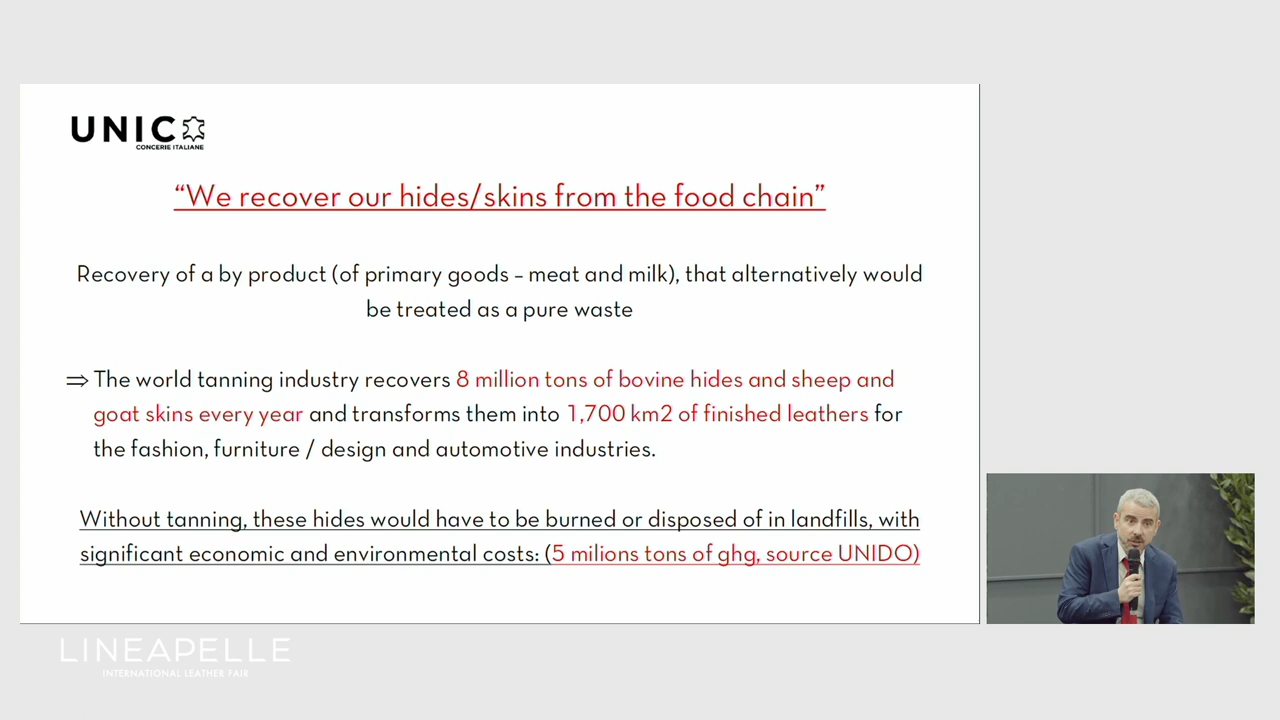 UNIC
CONCERIE ITALIANE
“We recover our hides/skins from the food chain”
Recovery of a by product (of primary goods – meat and milk), that alternatively would
be treated as a pure waste
⇒ The world tanning industry recovers 8 million tons of bovine hides and sheep and
goat skins every year and transforms them into 1,700 km2 of finished leathers for
the fashion, furniture / design and automotive industries.
Without tanning, these hides would have to be burned or disposed of in landfills, with
significant economic and environmental costs: (5 milions tons of ghg, source UNIDO)
LINEAPELLE
INTERNATIONAL LEATHER FAIR